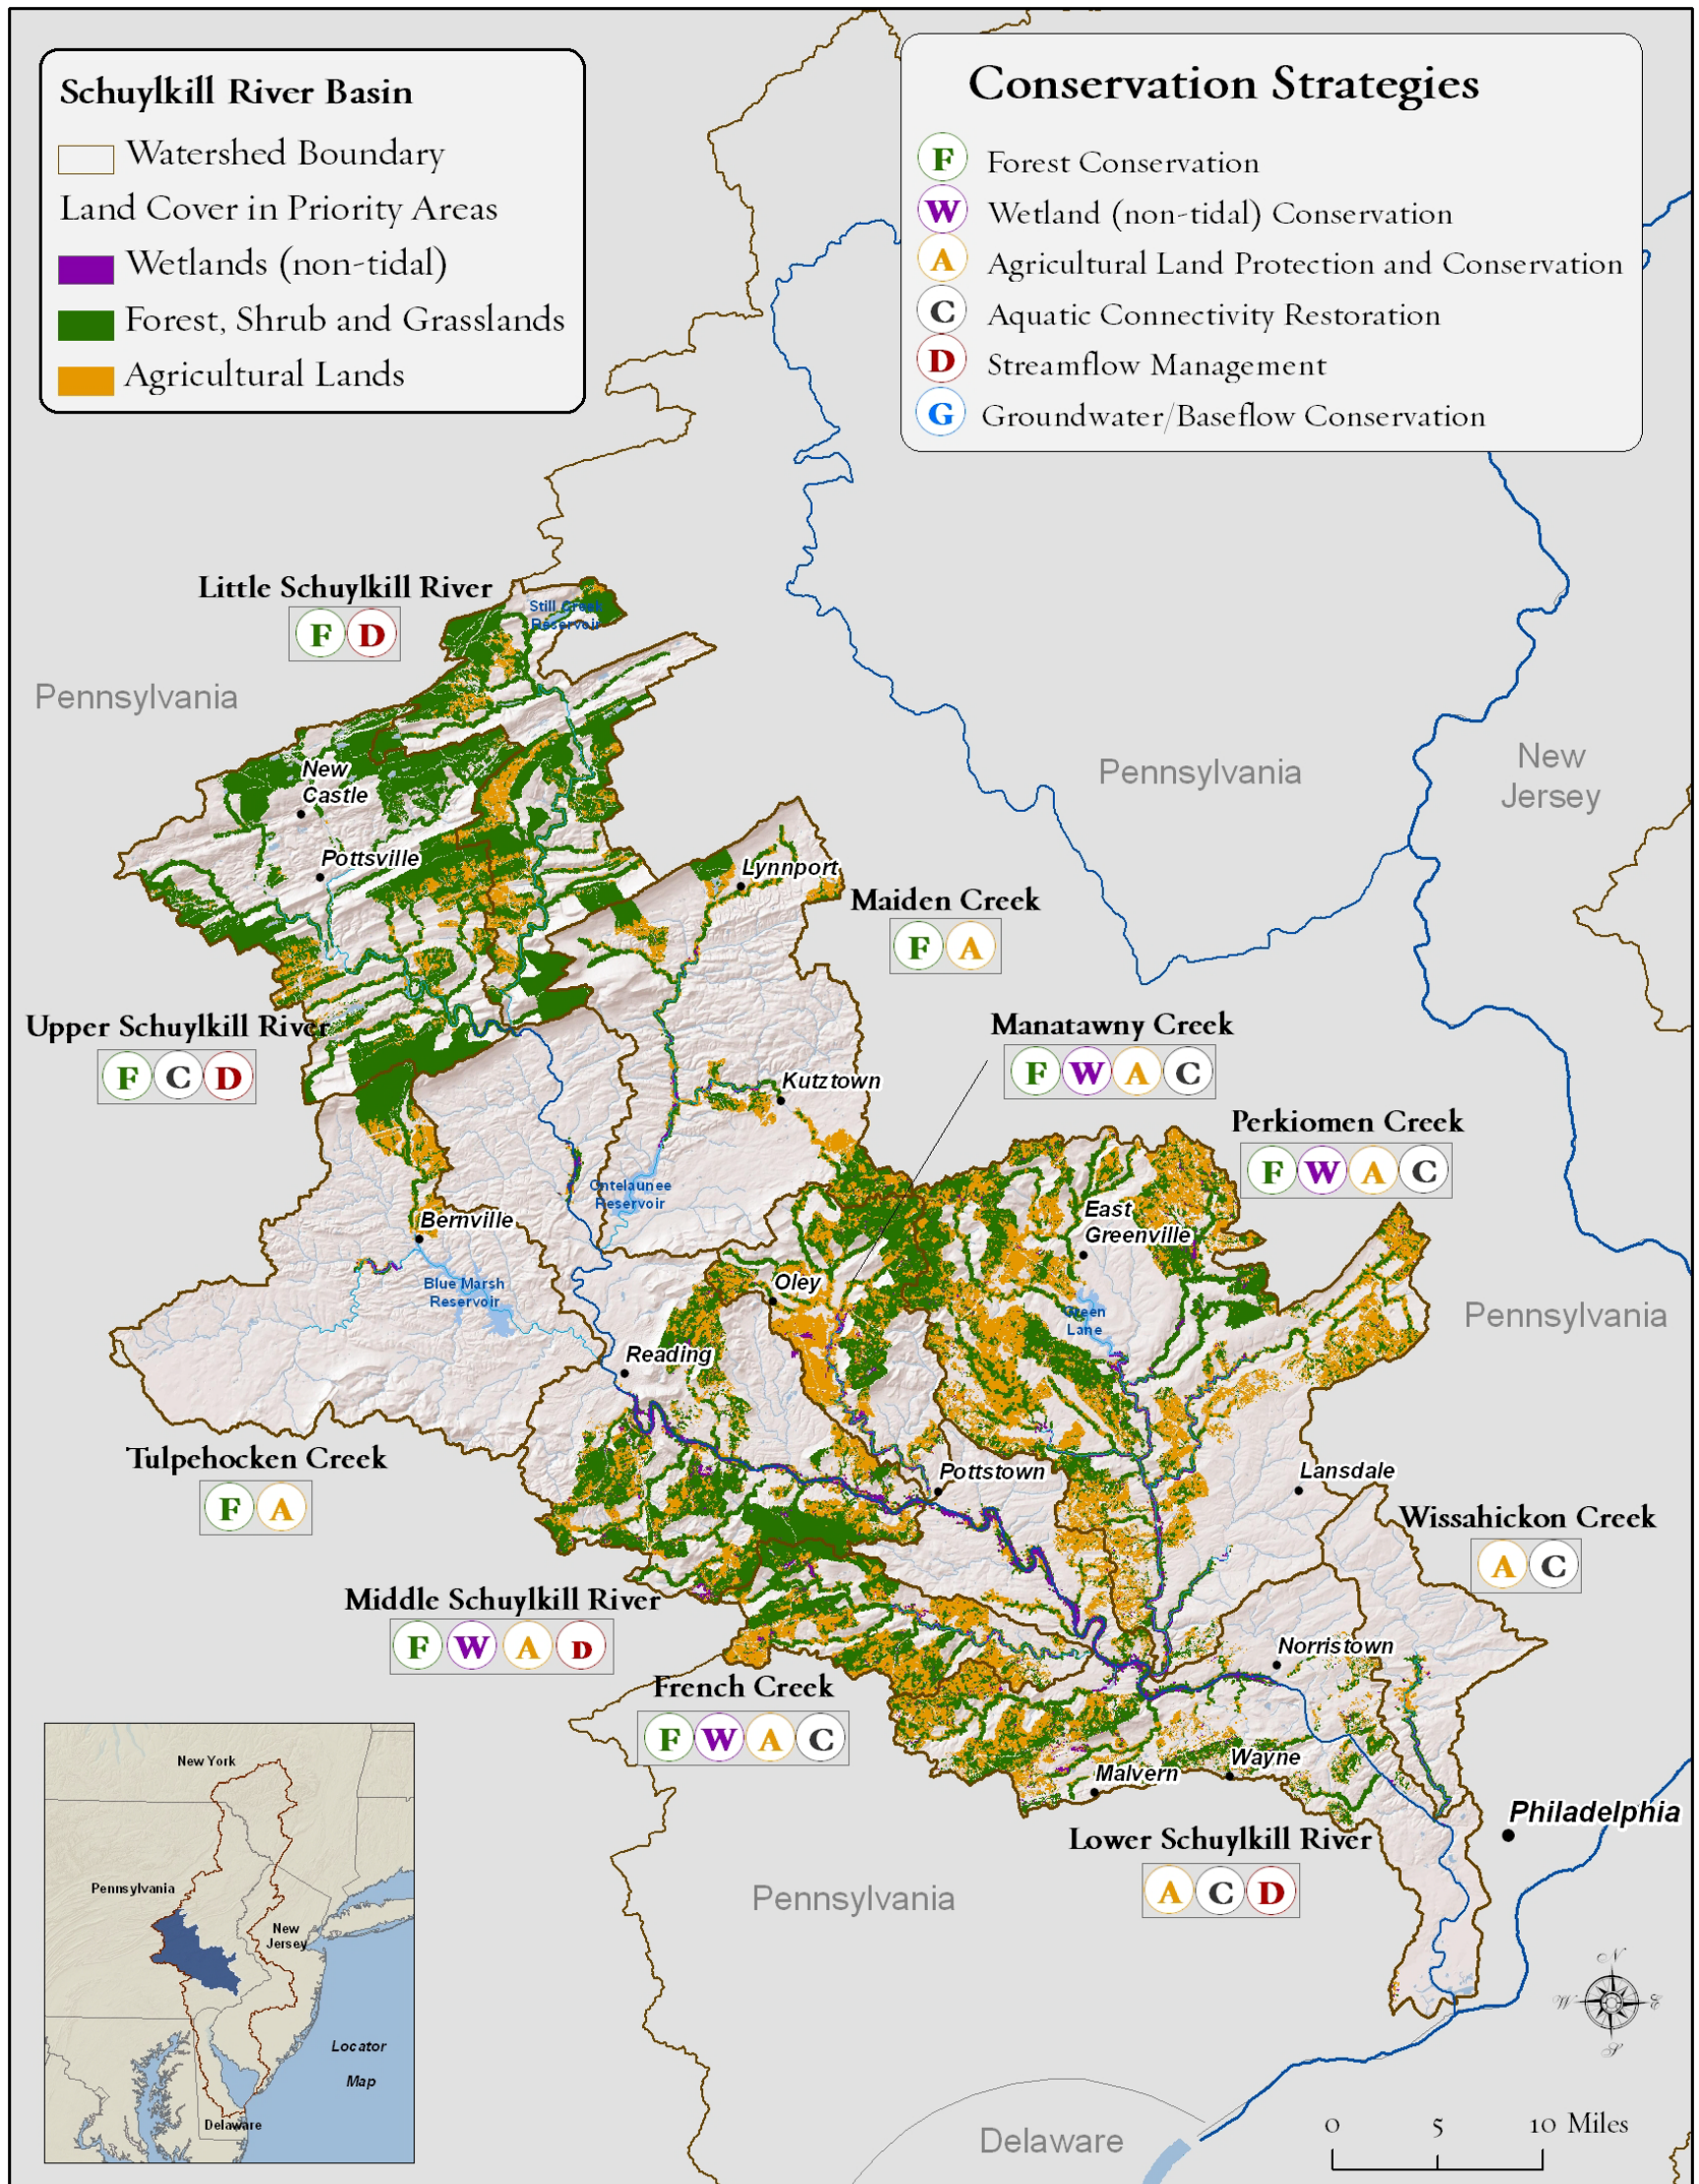 Schuylkill River Basin
Watershed Boundary
Land Cover in Priority Areas
Wetlands (non-tidal)
Forest, Shrub and Grasslands
Agricultural Lands
Conservation Strategies
F Forest Conservation
W Wetland (non-tidal) Conservation
A Agricultural Land Protection and Conservation
C Aquatic Connectivity Restoration
D Streamflow Management
G Groundwater/Baseflow Conservation
Little Schuylkill River
F D
Still Creek
Reservoir
Pennsylvania
New
Castle
Pottsville
Pennsylvania
New
Jersey
Lynnport
Maiden Creek
F A
Upper Schuylkill River
F C D
Manatawny Creek
F W A C
Kutztown
Perkiomen Creek
F W A C
Ontelaunee
Reservoir
Bernville
East
Greenville
Blue Marsh
Reservoir
Oley
Green
Lane
Pennsylvania
Reading
Tulpehocken Creek
F A
Pottstown
Lansdale
Wissahickon Creek
A C
Middle Schuylkill River
F W A D
Norristown
French Creek
F W A C
Wayne
Malvern
Philadelphia
Lower Schuylkill River
A C D
Pennsylvania
New York
Pennsylvania
New
Jersey
Locator
Map
Delaware
N
W E
S
Delaware
0 5 10 Miles